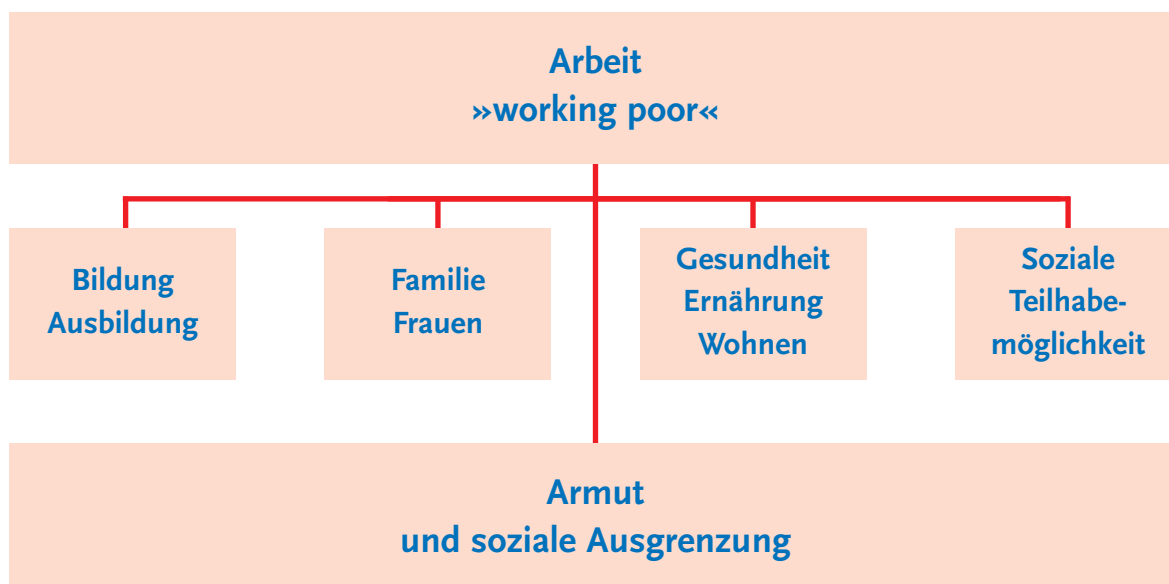 Arbeit
»working poor«
Bildung
Ausbildung
Familie
Frauen
Gesundheit
Ernährung
Wohnen
Soziale
Teilhabe-
möglichkeit
Armut
und soziale Ausgrenzung